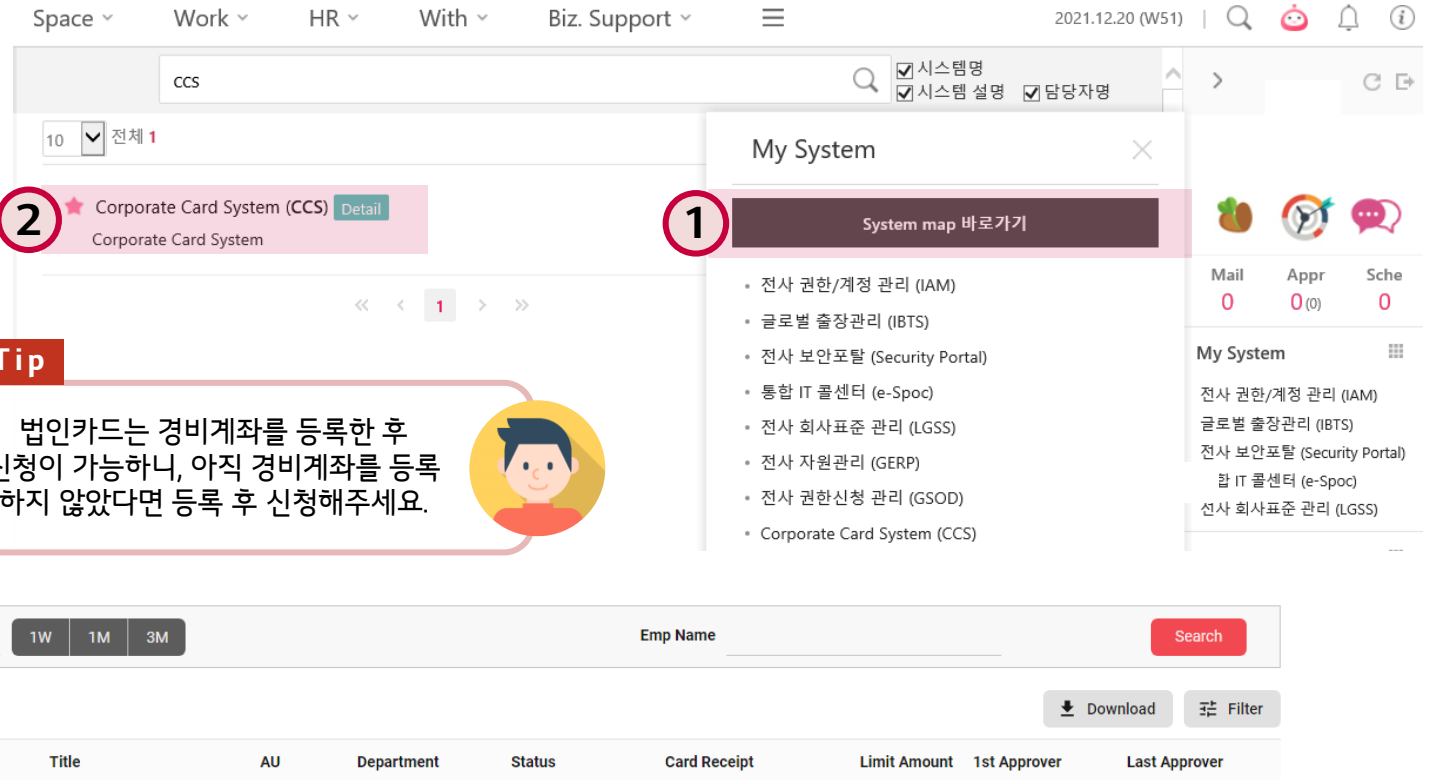 Space Work HR With Biz. Support 2021.12.20 (W51)
ccs
시스템명
시스템 설명 담당자명
10 전체 1
2
Corporate Card System (CCS) Detail
Corporate Card System
« < 1 > »
Tip
법인카드는 경비계좌를 등록한 후
신청이 가능하니, 아직 경비계좌를 등록
하지 않았다면 등록 후 신청해주세요.
My System
1
System map 바로가기
전사 권한/계정 관리 (IAM)
글로벌 출장관리 (IBTS)
전사 보안포탈 (Security Portal)
통합 IT 콜센터 (e-Spoc)
전사 회사표준 관리 (LGSS)
전사 자원관리 (GERP)
전사 권한신청 관리 (GSOD)
Corporate Card System (CCS)
Mail Appr Sche
0 0 (0) 0
My System
전사 권한/계정 관리 (IAM)
글로벌 출장관리 (IBTS)
전사 보안포탈 (Security Portal)
합 IT 콜센터 (e-Spoc)
전사 회사표준 관리 (LGSS)
1W 1M 3M Emp Name Search
Download Filter
Title AU Department Status Card Receipt Limit Amount 1st Approver Last Approver